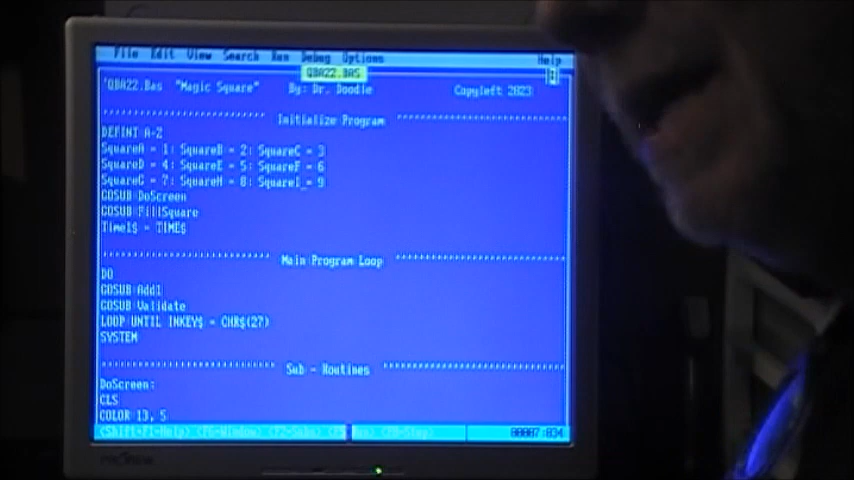 File Edit View Search Run Debug Options Help
QBA22.BAS
'QBA22.Bas "Magic Square" By: Dr. Doodle Copyleft 2023
Initialize Program
DEFINT A-Z
SquareA = 1: SquareB = 2: SquareC = 3
SquareD = 4: SquareE = 5: SquareF = 6
SquareG = 7: SquareH = 8: SquareI = 9
GOSUB DoScreen
GOSUB FillSquare
Time1$ = TIME$
Main Program Loop
DO
GOSUB Add1
GOSUB Validate
LOOP UNTIL INKEY$ = CHR$(27)
SYSTEM
Sub - Routines
DoScreen:
CLS
COLOR 13, 5
<Shift+F1=Help> <F6=Window>